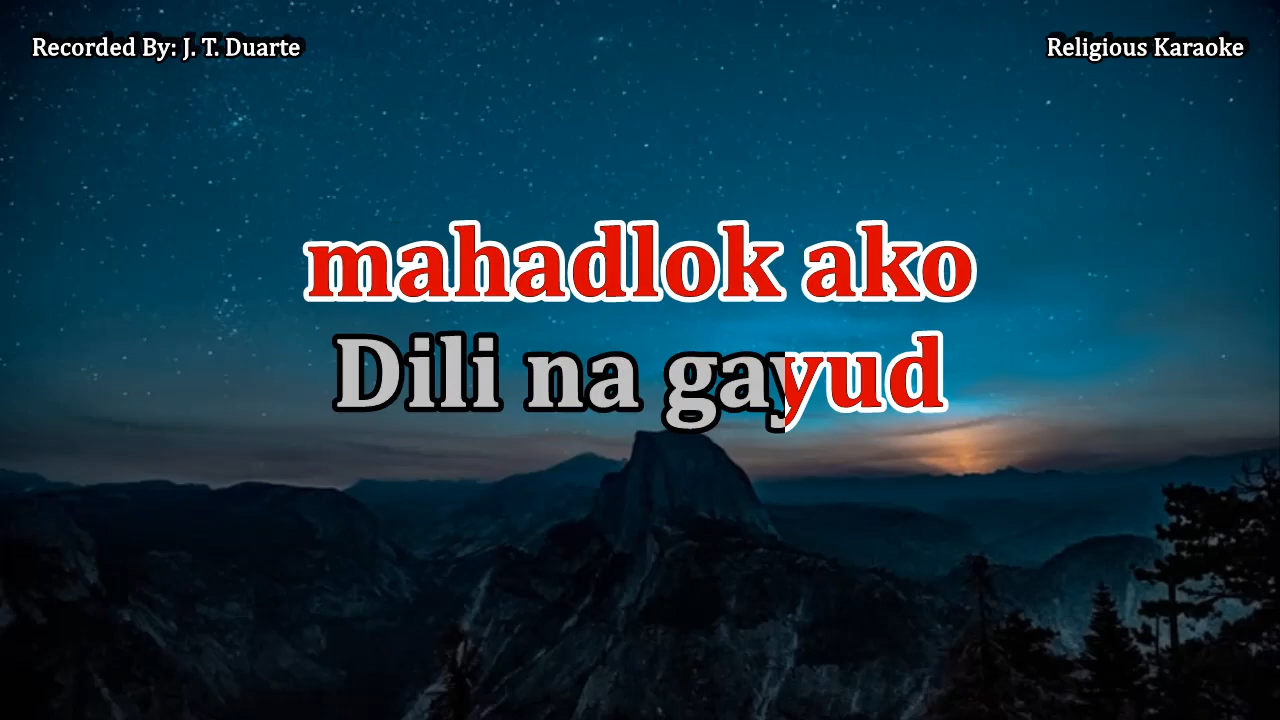 Recorded By: J. T. Duarte
Religious Karaoke
mahadlok ako
Dili na gayud